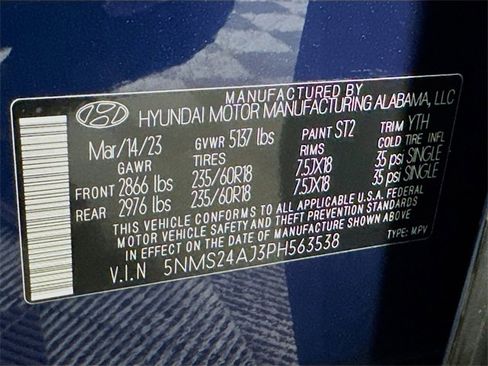 MANUFACTURED BY
HYUNDAI MOTOR MANUFACTURING ALABAMA, LLC
Mar/14/23 GVWR 5137 lbs PAINT ST2 TRIM YTH
GAWR TIRES RIMS COLD TIRE INFL
FRONT 2866 lbs 235/60R18 7.5JX18 35 psi SINGLE
REAR 2976 lbs 235/60R18 7.5JX18 35 psi SINGLE
THIS VEHICLE CONFORMS TO ALL APPLICABLE U.S.A. FEDERAL
MOTOR VEHICLE SAFETY AND THEFT PREVENTION STANDARDS
IN EFFECT ON THE DATE OF MANUFACTURE SHOWN ABOVE.
V.I.N 5NMS24AJ3PH563538 TYPE: M.P.V